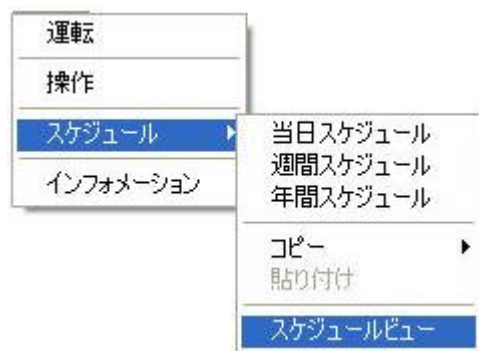 運転
操作
スケジュール
インフォメーション
当日スケジュール
週間スケジュール
年間スケジュール
コピー
貼り付け
スケジュールビュー